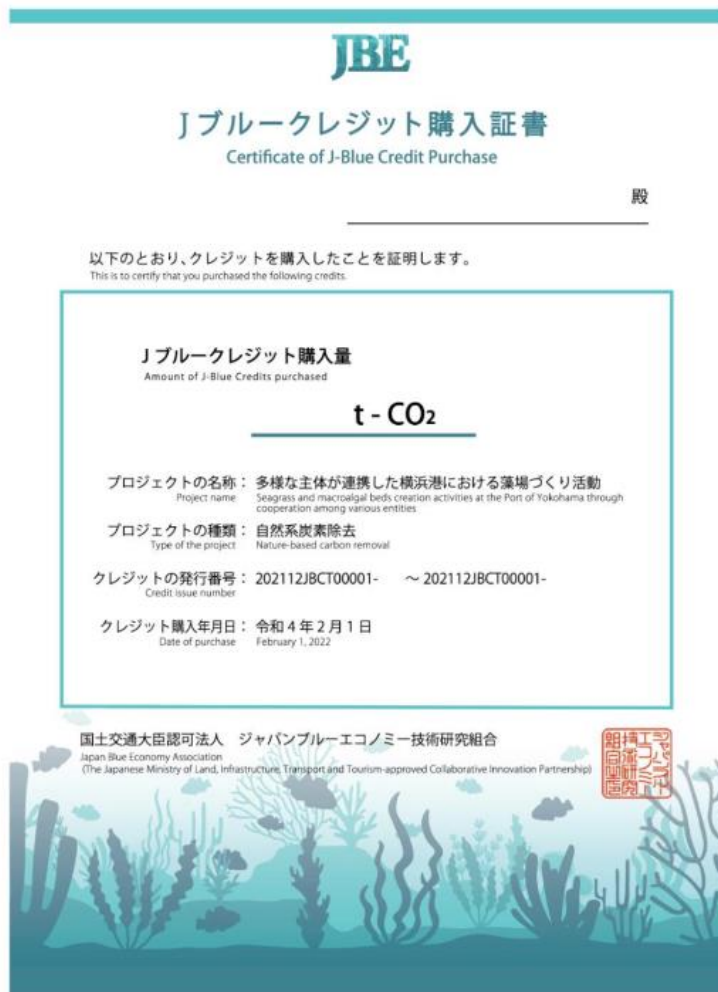 JBE
Jブルークレジット購入証書
Certificate of J-Blue Credit Purchase
殿
以下のとおり、クレジットを購入したことを証明します。
This is to certify that you purchased the following credits.
Jブルークレジット購入量
Amount of J-Blue Credits purchased
t - CO2
プロジェクトの名称： 多様な主体が連携した横浜港における藻場づくり活動
Project name Seagrass and macroalgal beds creation activities at the Port of Yokohama through
cooperation among various entities
プロジェクトの種類： 自然系炭素除去
Type of the project Nature-based carbon removal
クレジットの発行番号： 202112JBCT00001- ～ 202112JBCT00001-
Credit issue number
クレジット購入年月日： 令和4年2月1日
Date of purchase February 1, 2022
国土交通大臣認可法人 ジャパンブルーエコノミー技術研究組合
Japan Blue Economy Association
(The Japanese Ministry of Land, Infrastructure, Transport and Tourism-approved Collaborative Innovation Partnership)